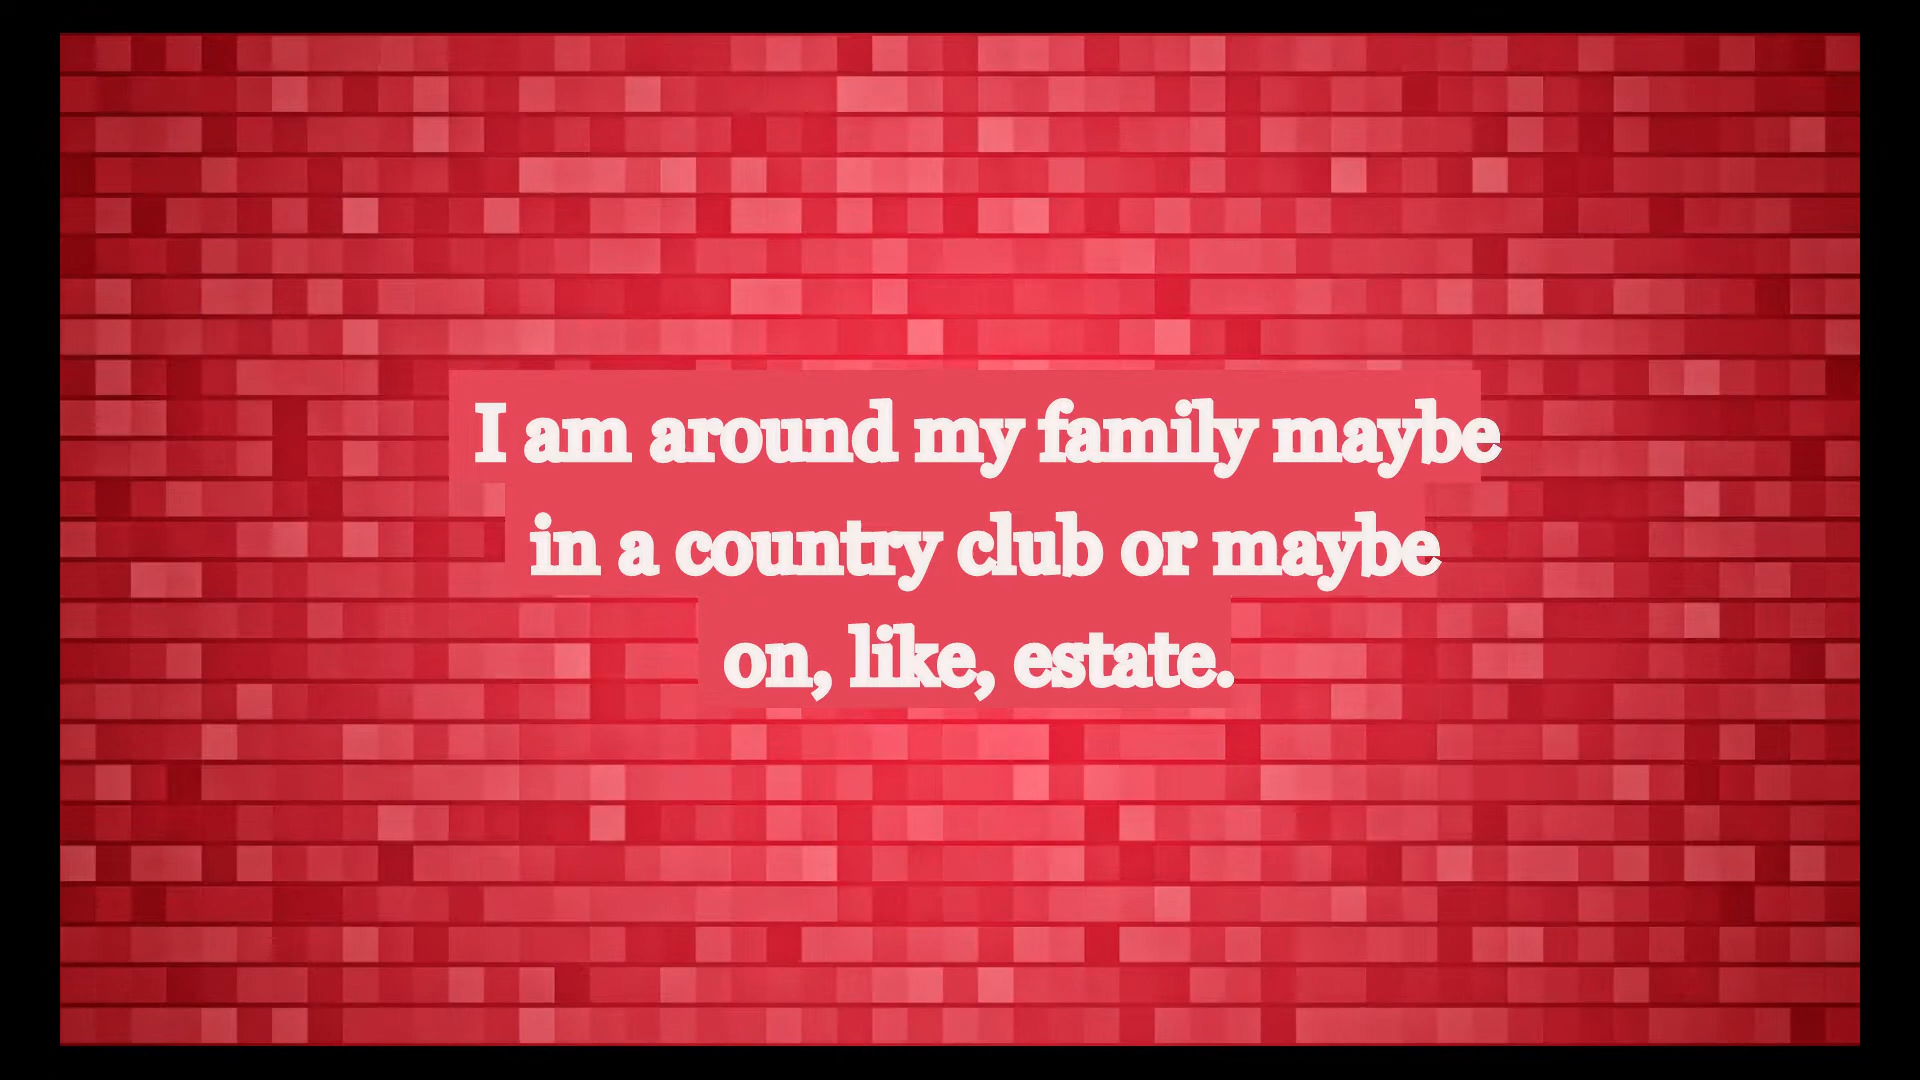 I am around my family maybe
in a country club or maybe
on, like, estate.